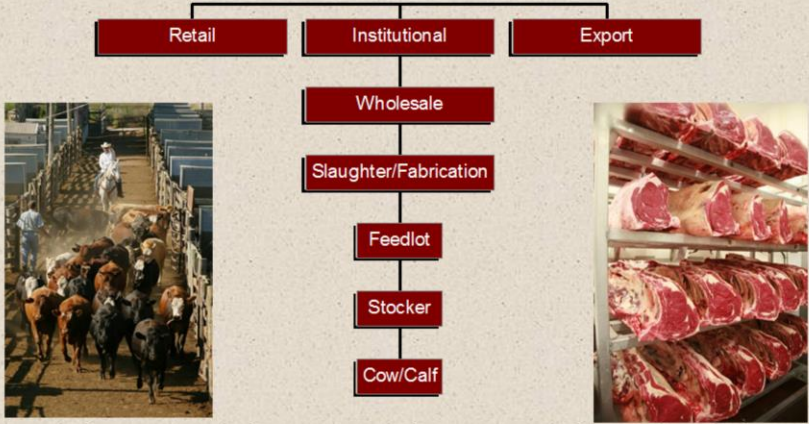 Retail
Institutional
Export
Wholesale
Slaughter/Fabrication
Feedlot
Stocker
Cow/Calf